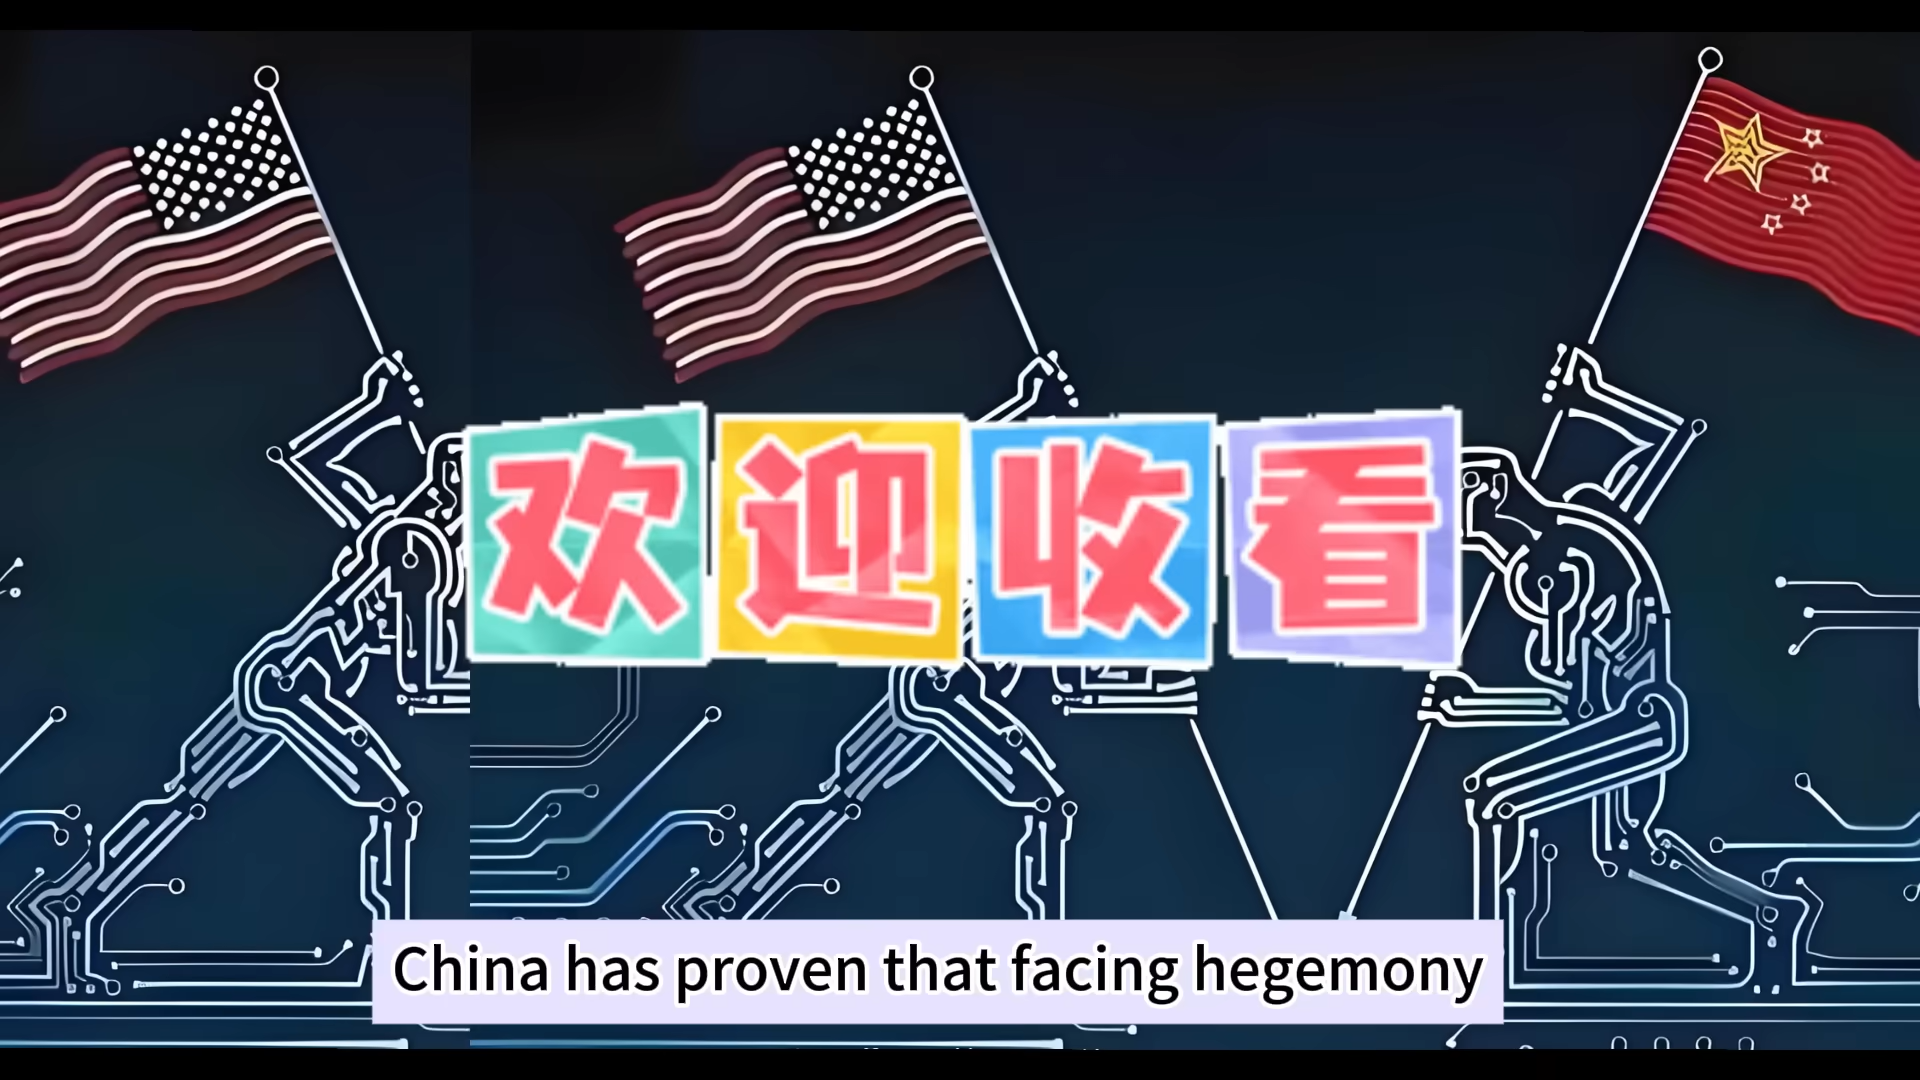 欢迎收看
China has proven that facing hegemony